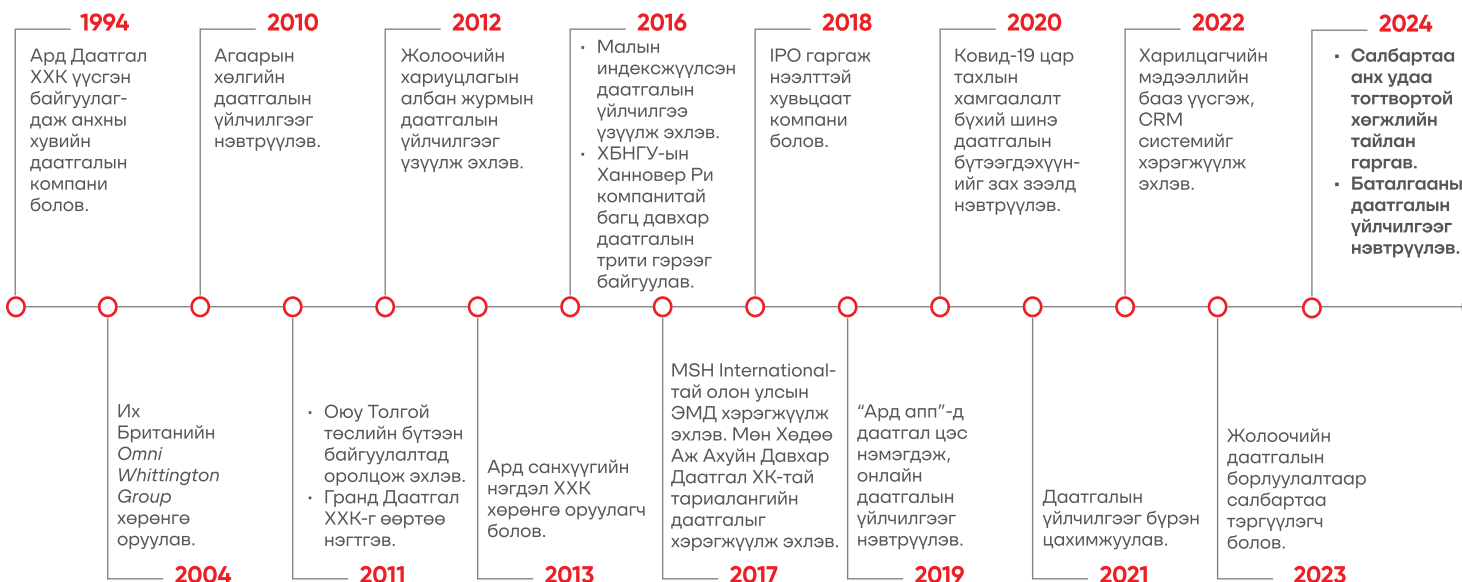 1994
Ард Даатгал
ХХК үүсгэн
байгуулаг-
даж анхны
хувийн
даатгалын
компани
болов.
2010
Агаарын
хөлгийн
даатгалын
үйлчилгээг
нэвтрүүлэв.
2012
Жолоочийн
хариуцлагын
албан журмын
даатгалын
үйлчилгээг
үзүүлж эхлэв.
2016
· Малын
индексжүүлсэн
даатгалын
үйлчилгээ
үзүүлж эхлэв.
· ХБНГУ-ын
Ханновер Ри
компанитай
багц давхар
даатгалын
трити гэрээг
байгуулав.
2018
IPO гаргаж
нээлттэй
хувьцаат
компани
болов.
2020
Ковид-19 цар
тахлын
хамгаалалт
бүхий шинэ
даатгалын
бүтээгдэхүүн-
ийг зах зээлд
нэвтрүүлэв.
2022
Харилцагчийн
мэдээллийн
бааз үүсгэж,
CRM
системийг
хэрэгжүүлж
эхлэв.
2024
· Салбартаа
анх удаа
тогтвортой
хөгжлийн
тайлан
гаргав.
· Баталгааны
даатгалын
үйлчилгээг
нэвтрүүлэв.
Их
Британийн
Omni
Whittington
Group
хөрөнгө
оруулав.
2004
· Оюу Толгой
төслийн бүтээн
байгуулалтад
оролцож эхлэв.
· Гранд Даатгал
ХХК-г өөртөө
нэгтгэв.
2011
Ард санхүүгийн
нэгдэл ХХК
хөрөнгө оруулагч
болов.
2013
MSH International-
тай олон улсын
ЭМД хэрэгжүүлж
эхлэв. Мөн Хөдөө
Аж Ахуйн Давхар
Даатгал ХК-тай
тариалангийн
даатгалыг
хэрэгжүүлж эхлэв.
2017
“Ард апп”-д
даатгал цэс
нэмэгдэж,
онлайн
даатгалын
үйлчилгээг
нэвтрүүлэв.
2019
Даатгалын
үйлчилгээг бүрэн
цахимжуулав.
2021
Жолоочийн
даатгалын
борлуулалтаар
салбартаа
тэргүүлэгч
болов.
2023